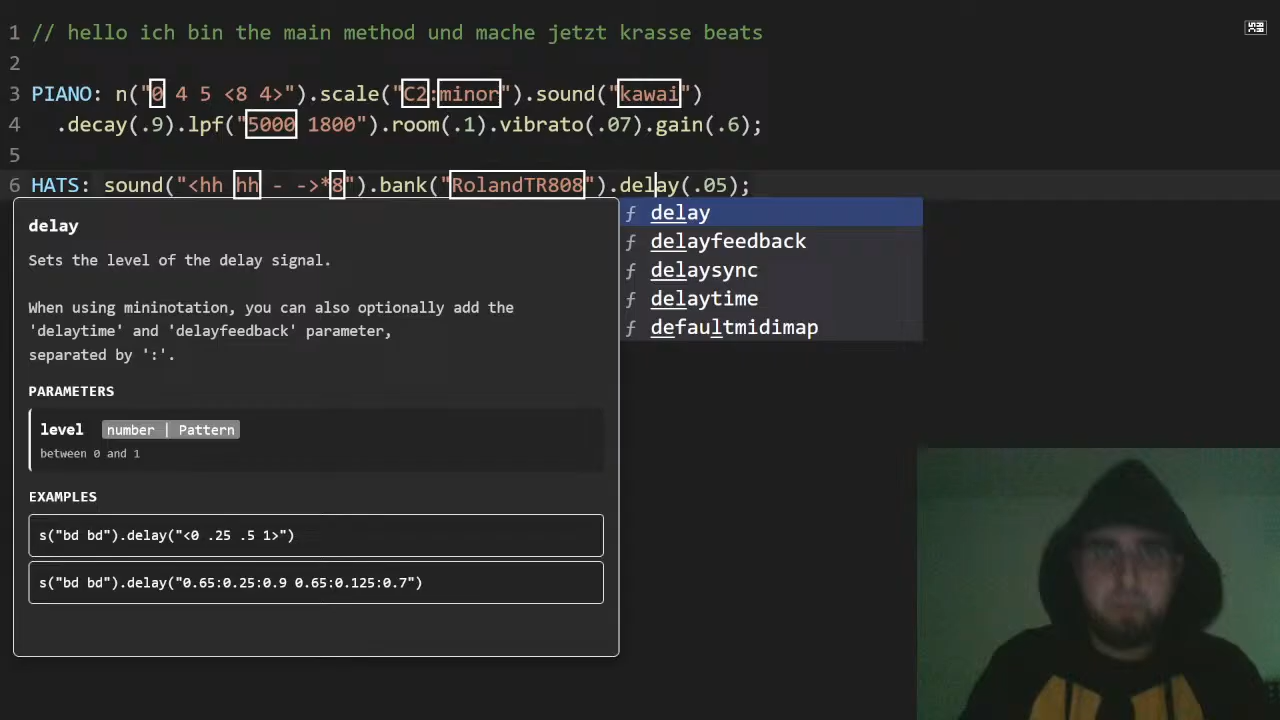 1 // hello ich bin the main method und mache jetzt krasse beats
2
3 PIANO: n("0 4 5 <8 4>").scale("C2:minor").sound("kawai")
4 .decay(.9).lpf("5000 1800").room(.1).vibrato(.07).gain(.6);
5
6 HATS: sound("<hh hh - ->*8").bank("RolandTR808").delay(.05);
delay
Sets the level of the delay signal.
When using mininotation, you can also optionally add the
'delaytime' and 'delayfeedback' parameter,
separated by ':'.
PARAMETERS
level number | Pattern
between 0 and 1
EXAMPLES
s("bd bd").delay("<0 .25 .5 1>")
s("bd bd").delay("0.65:0.25:0.9 0.65:0.125:0.7")
ƒ delay
ƒ delayfeedback
ƒ delaysync
ƒ delaytime
ƒ defaultmidimap